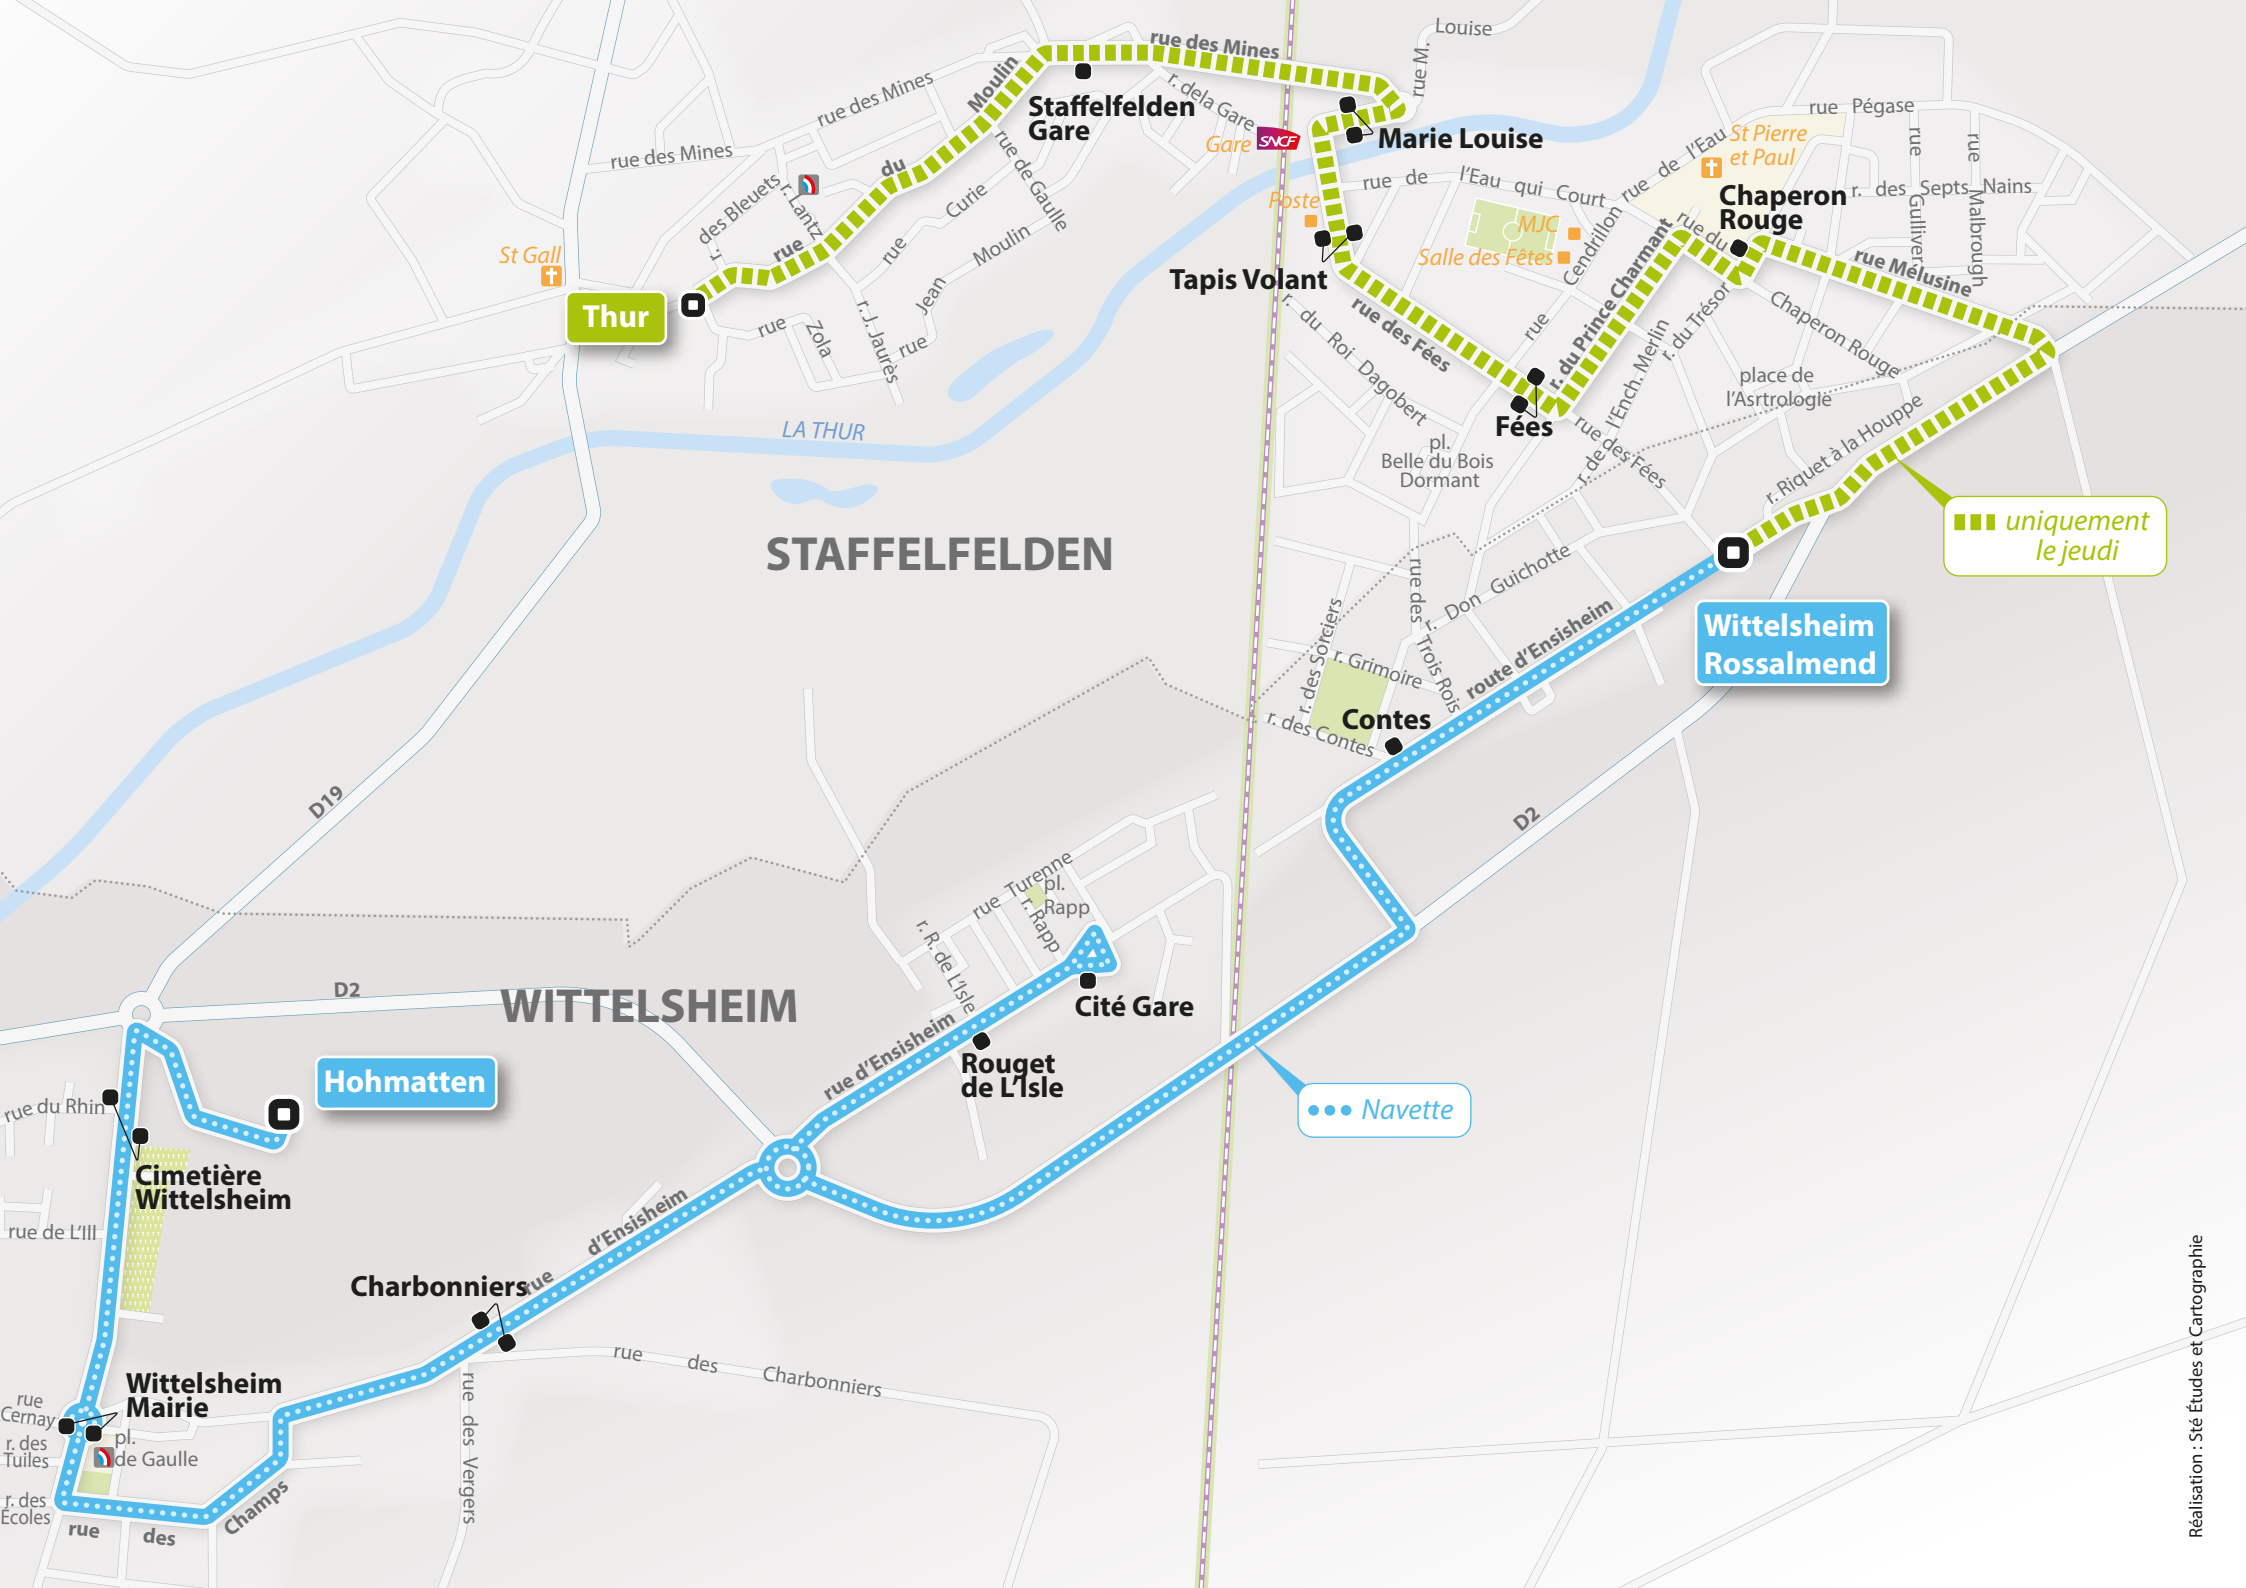 Louise
rue M.
rue des Mines
rue des Mines
rue des Mines
Moulin
du
rue
Staffelfelden
Gare
r. dela Gare
Gare
SNCF
Marie Louise
rue Pégase
St Pierre
et Paul
rue de l'Eau
rue de l'Eau qui Court
rue Gulliver
rue Malbrough
r. des Septs Nains
Chaperon
Rouge
rue du
Chaperon Rouge
rue Mélusine
r. des Bleuets
r. Lantz
rue Curie
rue de Gaulle
rue Jean Moulin
r. J. Jaurès
rue Zola
St Gall
Thur
Poste
MJC
Salle des Fêtes
Tapis Volant
rue Cendrillon
r. du Prince Charmant
rue des Fées
r. du Roi Dagobert
r. du Trésor
r. de l'Ench. Merlin
place de
l'Asrtrologie
Fées
rue des Fées
pl.
Belle du Bois
Dormant
r. Riquet à la Houppe
LA THUR
uniquement
le jeudi
STAFFELFELDEN
rue des Trois Rois
r. Don Guichotte
r. des Sorciers
r. Grimoire
route d'Ensisheim
Wittelsheim
Rossalmend
Contes
r. des Contes
D19
D2
rue Turenne
pl.
Rapp
r. Rapp
r. R. de L'Isle
D2
WITTELSHEIM
Cité Gare
rue d'Ensisheim
Rouget
de L'Isle
Hohmatten
Navette
rue du Rhin
Cimetière
Wittelsheim
rue de L'Ill
rue d'Ensisheim
Charbonniers
rue des Charbonniers
rue des Vergers
Wittelsheim
Mairie
rue
Cernay
r. des
Tuiles
pl.
de Gaulle
r. des
Écoles
rue des Champs
Réalisation : Sté Études et Cartographie